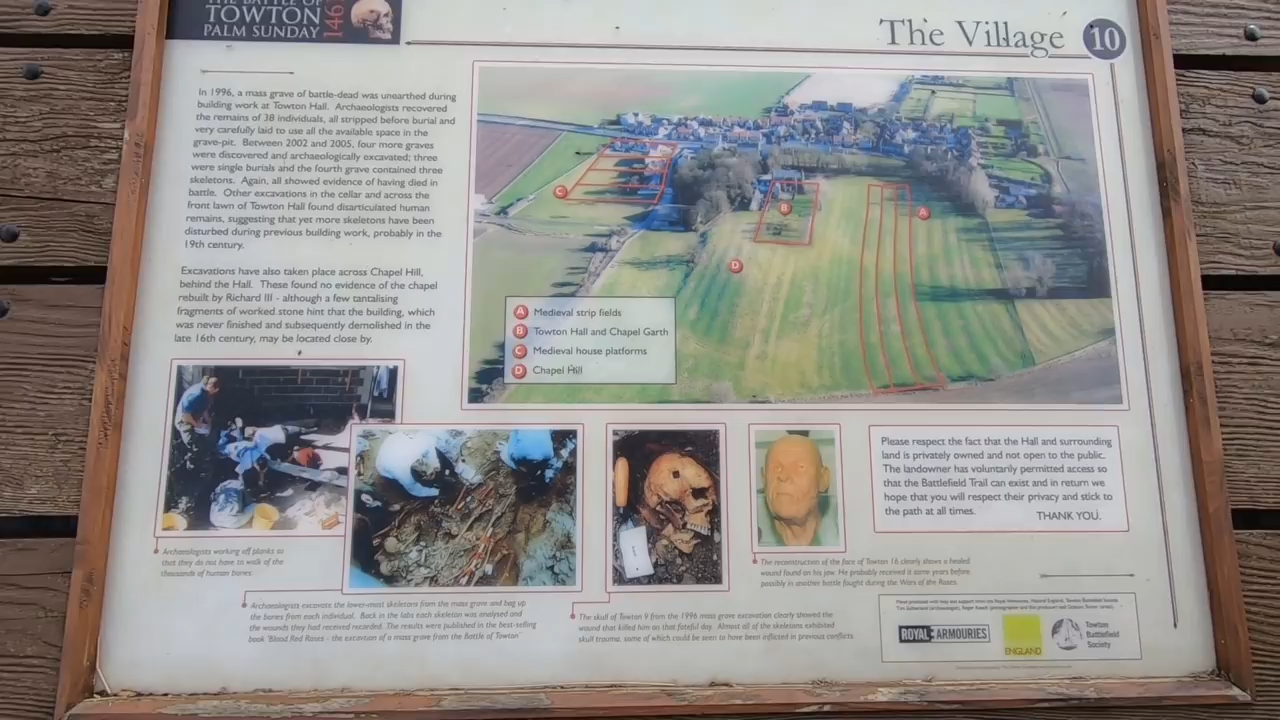 THE BATTLE OF
TOWTON
PALM SUNDAY
1461
The Village
10
In 1996, a mass grave of battle-dead was unearthed during
building work at Towton Hall. Archaeologists recovered
the remains of 38 individuals, all stripped before burial and
very carefully laid to use all the available space in the
grave-pit. Between 2002 and 2005, four more graves
were discovered and archaeologically excavated; three
were single burials and the fourth grave contained three
skeletons. Again, all showed evidence of having died in
battle. Other excavations in the cellar and across the
front lawn of Towton Hall found disarticulated human
remains, suggesting that yet more skeletons have been
disturbed during previous building work, probably in the
19th century.
Excavations have also taken place across Chapel Hill,
behind the Hall. These found no evidence of the chapel
rebuilt by Richard III - although a few tantalising
fragments of worked stone hint that the building, which
was never finished and subsequently demolished in the
late 16th century, may be located close by.
C
B
A
D
A Medieval strip fields
B Towton Hall and Chapel Garth
C Medieval house platforms
D Chapel Hill
Archaeologists working off planks so
that they do not have to walk of the
thousands of human bones
Archaeologists excavate the lower-most skeletons from the mass grave and bag up
the bones from each individual. Back in the labs each skeleton was analysed and
the wounds they had received recorded. The results were published in the best-selling
book 'Blood Red Roses - the excavation of a mass grave from the Battle of Towton'
The skull of Towton 9 from the 1996 mass grave excavation clearly showed the
wound that killed him on that fateful day. Almost all of the skeletons exhibited
skull trauma, some of which could be seen to have been inflicted in previous conflicts
The reconstruction of the face of Towton 16 clearly shows a healed
wound found on his jaw. He probably received it some years before
possibly in another battle fought during the Wars of the Roses.
Please respect the fact that the Hall and surrounding
land is privately owned and not open to the public.
The landowner has voluntarily permitted access so
that the Battlefield Trail can exist and in return we
hope that you will respect their privacy and stick to
the path at all times.
THANK YOU.
ROYAL ARMOURIES
ENGLAND
Towton
Battlefield
Society